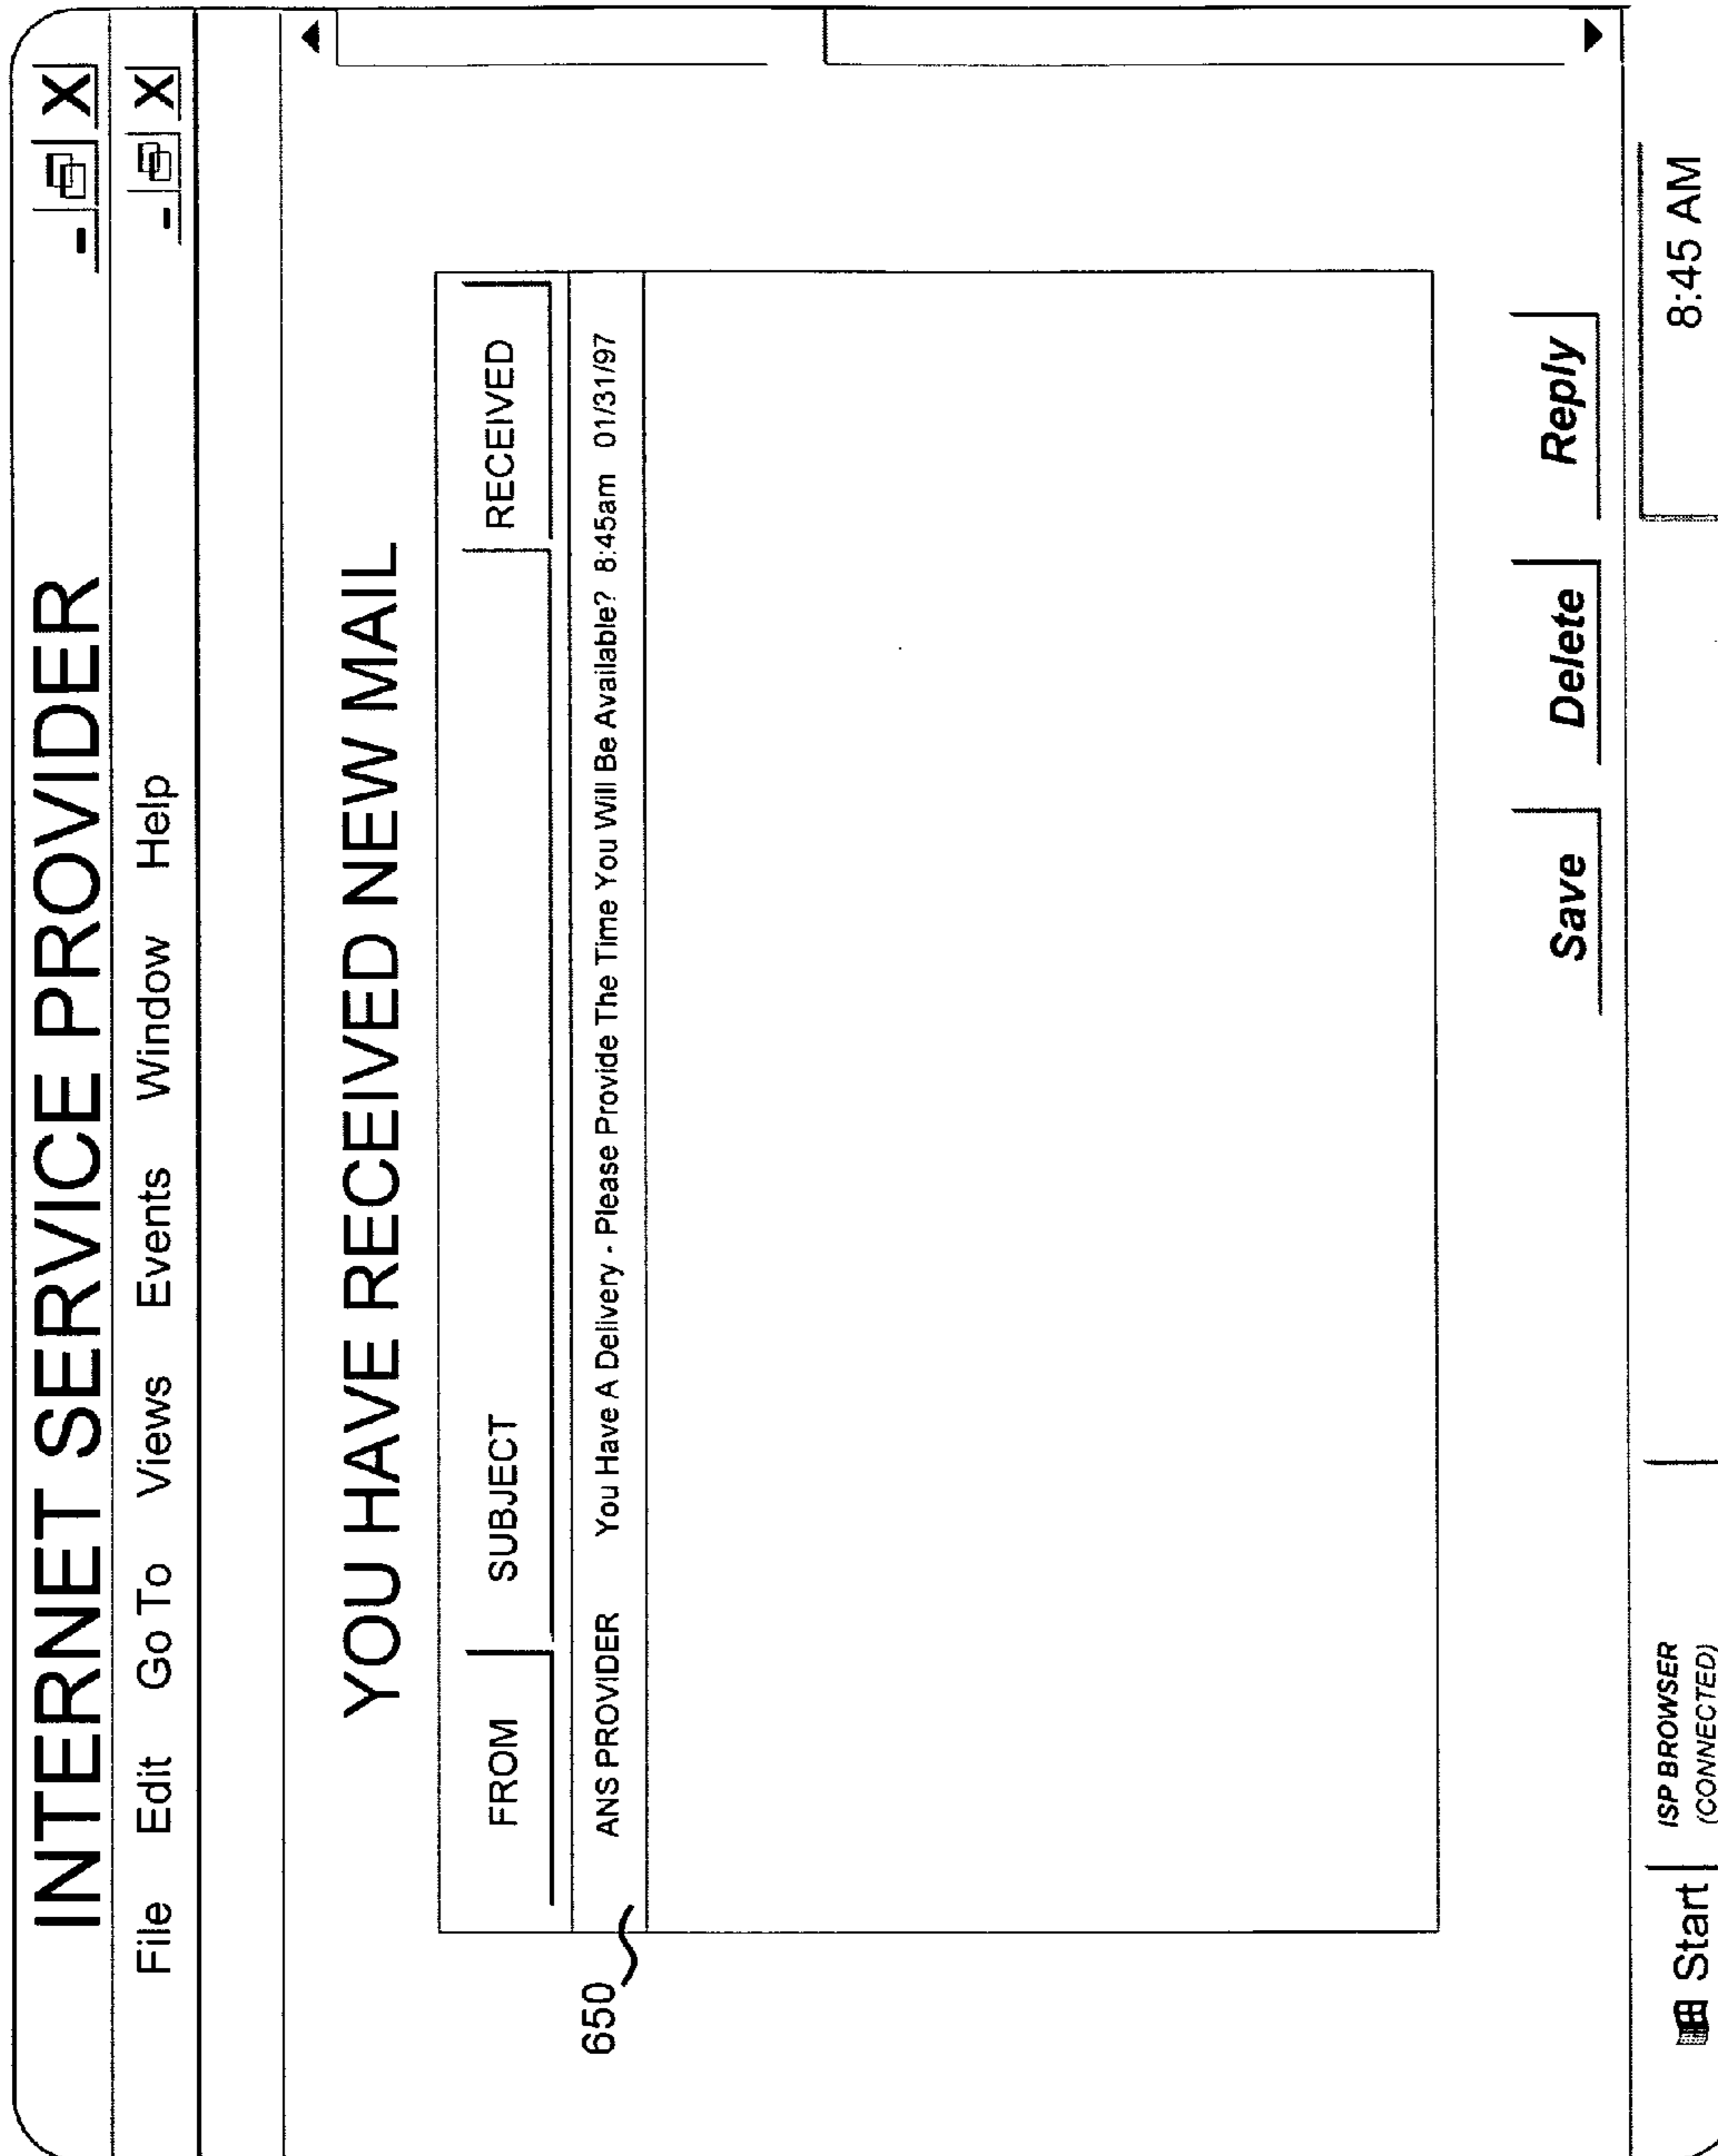 INTERNET SERVICE PROVIDER
File Edit Go To Views Events Window Help
YOU HAVE RECEIVED NEW MAIL
FROM SUBJECT RECEIVED
650 ANS PROVIDER You Have A Delivery - Please Provide The Time You Will Be Available? 8:45am 01/31/97
Save Delete Reply
Start ISP BROWSER 8:45 AM
(CONNECTED)